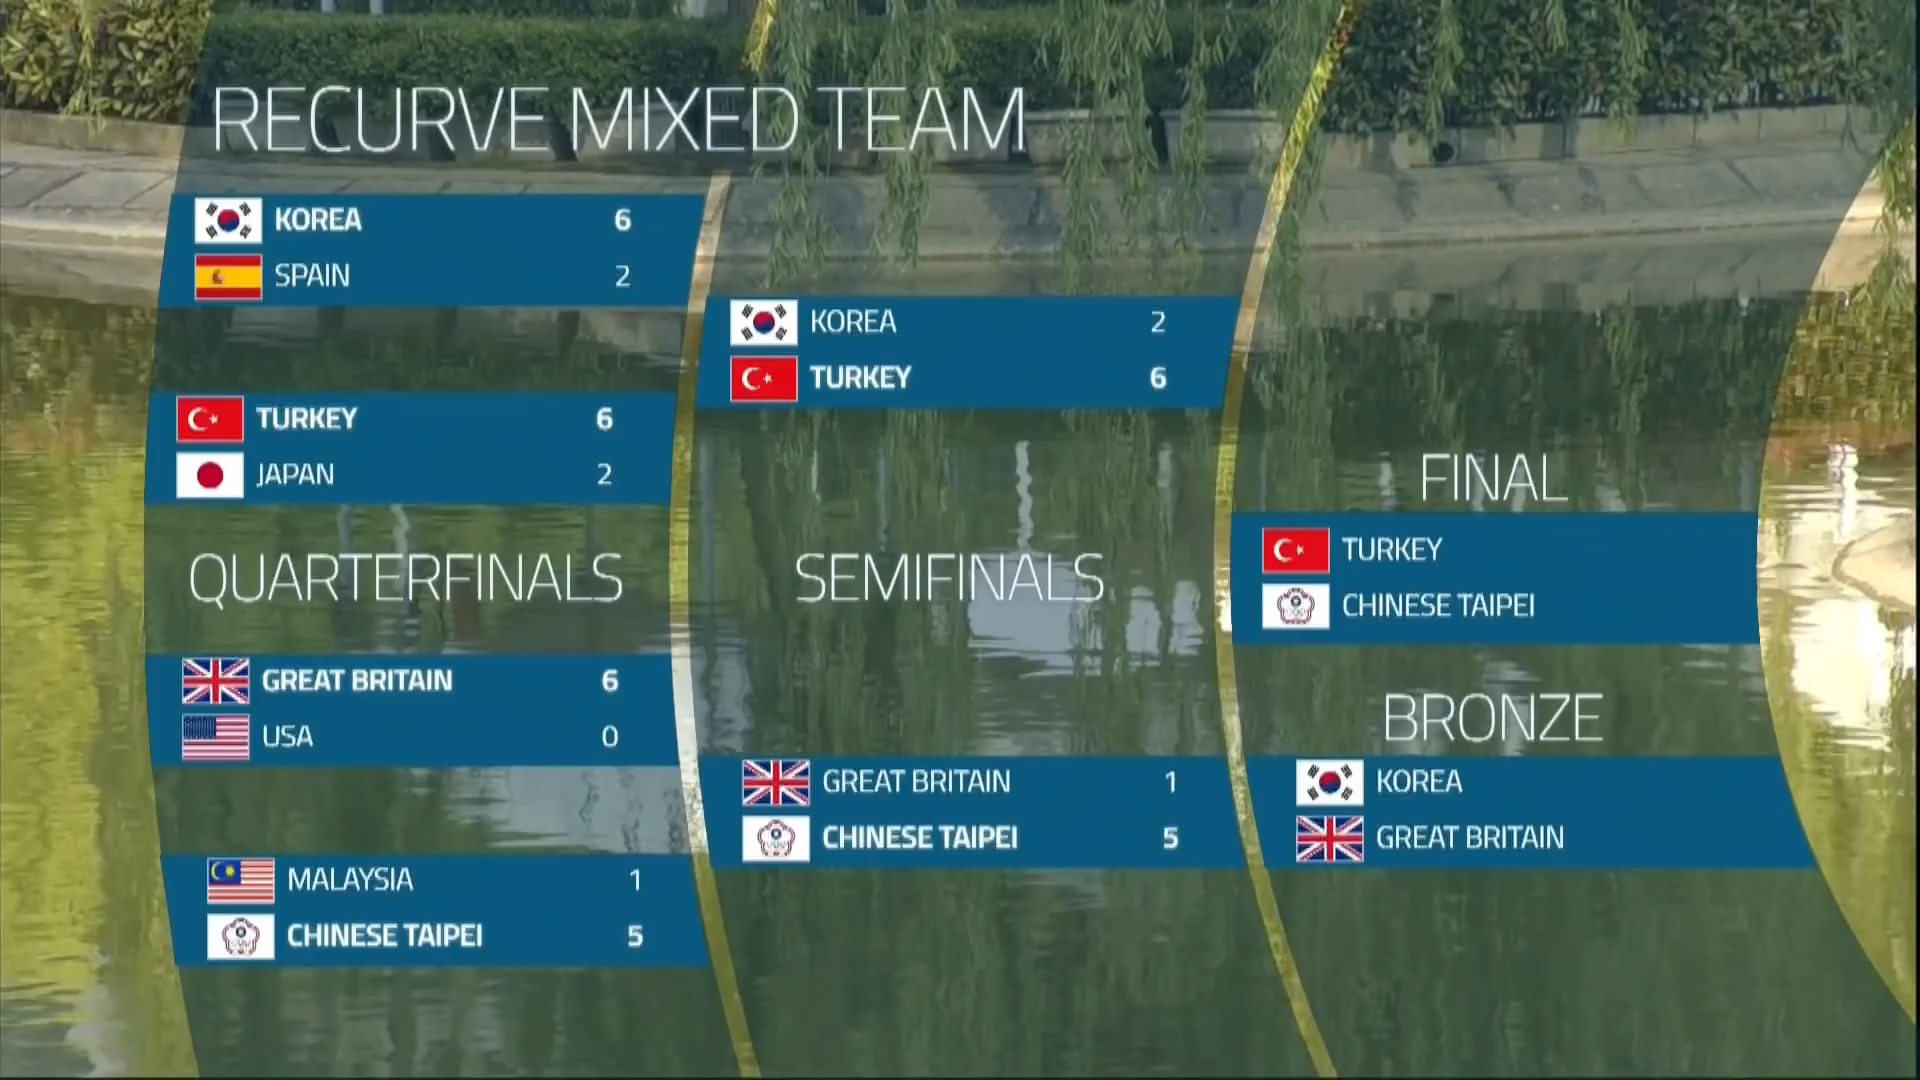 RECURVE MIXED TEAM
KOREA 6
SPAIN 2
TURKEY 6
JAPAN 2
QUARTERFINALS
GREAT BRITAIN 6
USA 0
MALAYSIA 1
CHINESE TAIPEI 5
KOREA 2
TURKEY 6
SEMIFINALS
GREAT BRITAIN 1
CHINESE TAIPEI 5
FINAL
TURKEY
CHINESE TAIPEI
BRONZE
KOREA
GREAT BRITAIN